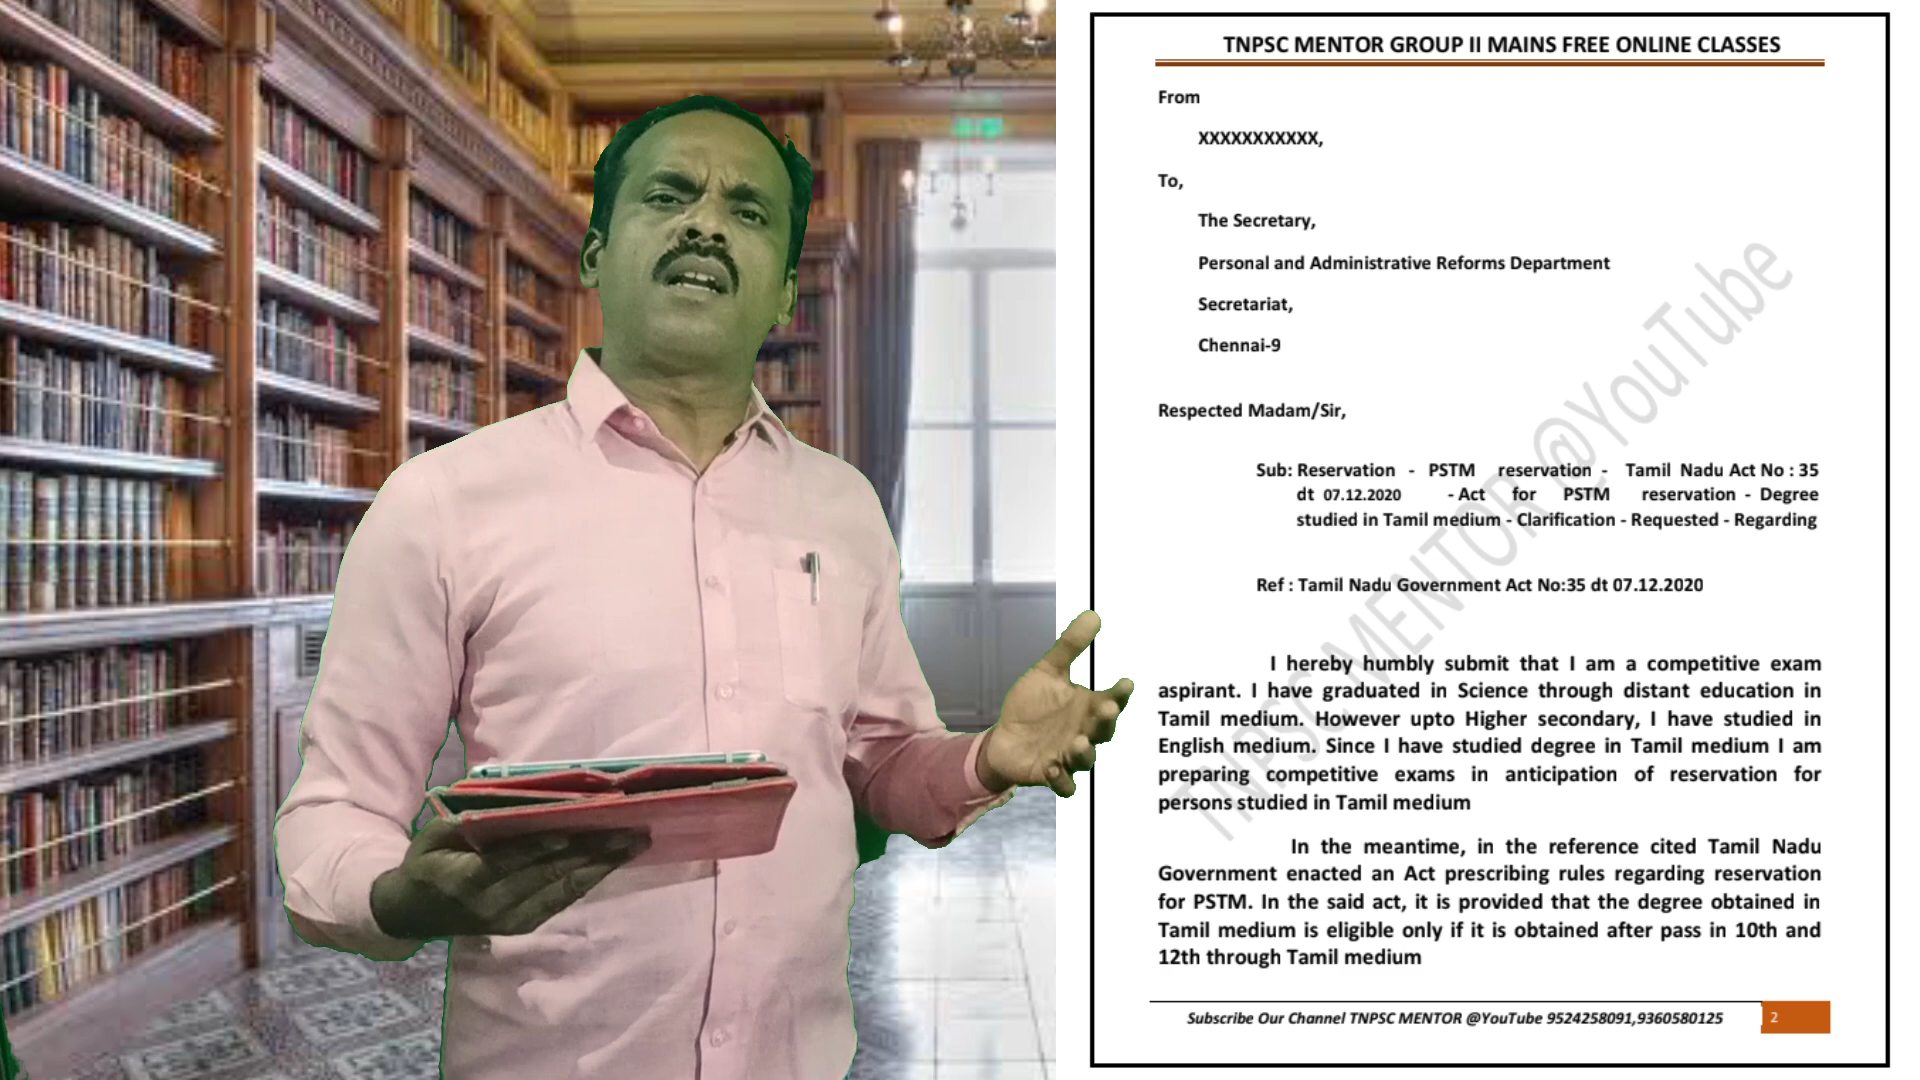 TNPSC MENTOR GROUP II MAINS FREE ONLINE CLASSES
From
XXXXXXXXXXX,
To,
The Secretary,
Personal and Administrative Reforms Department
Secretariat,
Chennai-9
Respected Madam/Sir,
Sub: Reservation - PSTM reservation - Tamil Nadu Act No : 35
dt 07.12.2020 - Act for PSTM reservation - Degree
studied in Tamil medium - Clarification - Requested - Regarding
Ref : Tamil Nadu Government Act No:35 dt 07.12.2020
I hereby humbly submit that I am a competitive exam
aspirant. I have graduated in Science through distant education in
Tamil medium. However upto Higher secondary, I have studied in
English medium. Since I have studied degree in Tamil medium I am
preparing competitive exams in anticipation of reservation for
persons studied in Tamil medium
In the meantime, in the reference cited Tamil Nadu
Government enacted an Act prescribing rules regarding reservation
for PSTM. In the said act, it is provided that the degree obtained in
Tamil medium is eligible only if it is obtained after pass in 10th and
12th through Tamil medium
TNPSC MENTOR @YouTube
Subscribe Our Channel TNPSC MENTOR @YouTube 9524258091,9360580125
2